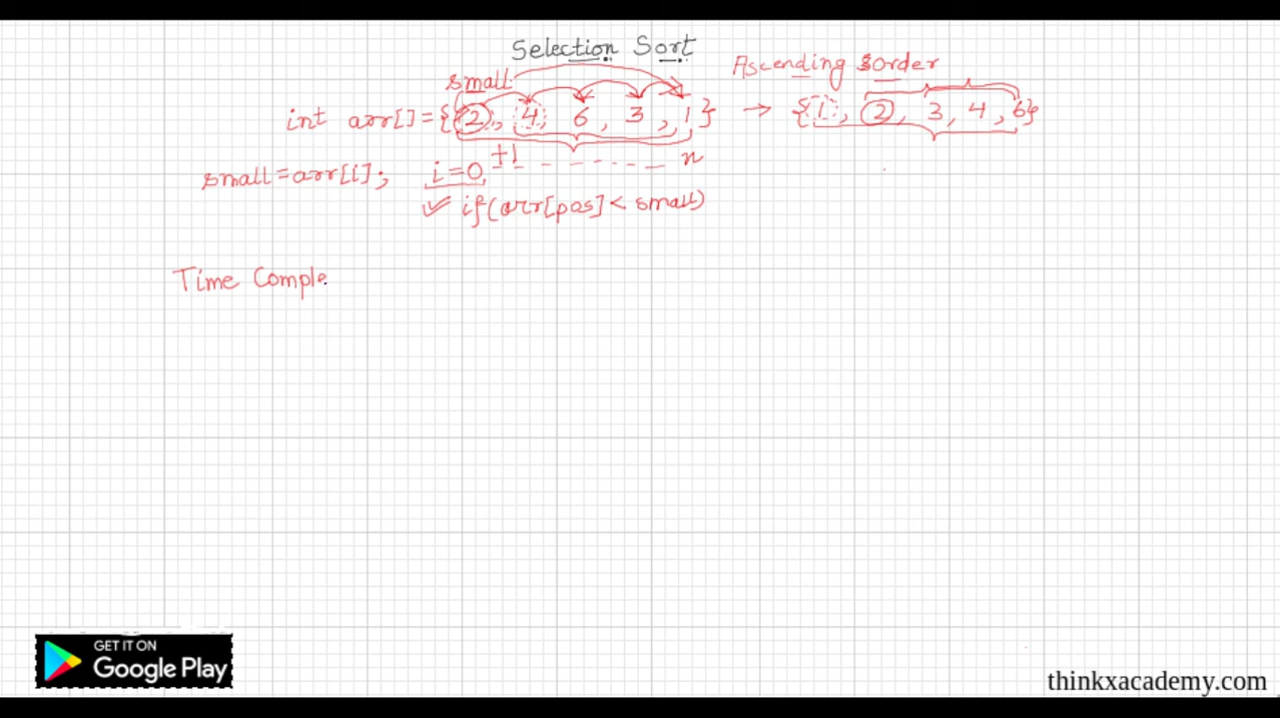 Selection Sort
small. Ascending order
int arr[] = {2, 4, 6, 3, 1} → {1, 2, 3, 4, 6}
small = arr[i]; i = 0 +1 n
if(arr[pos] < small)
Time Comple
GET IT ON
Google Play
thinkxacademy.com